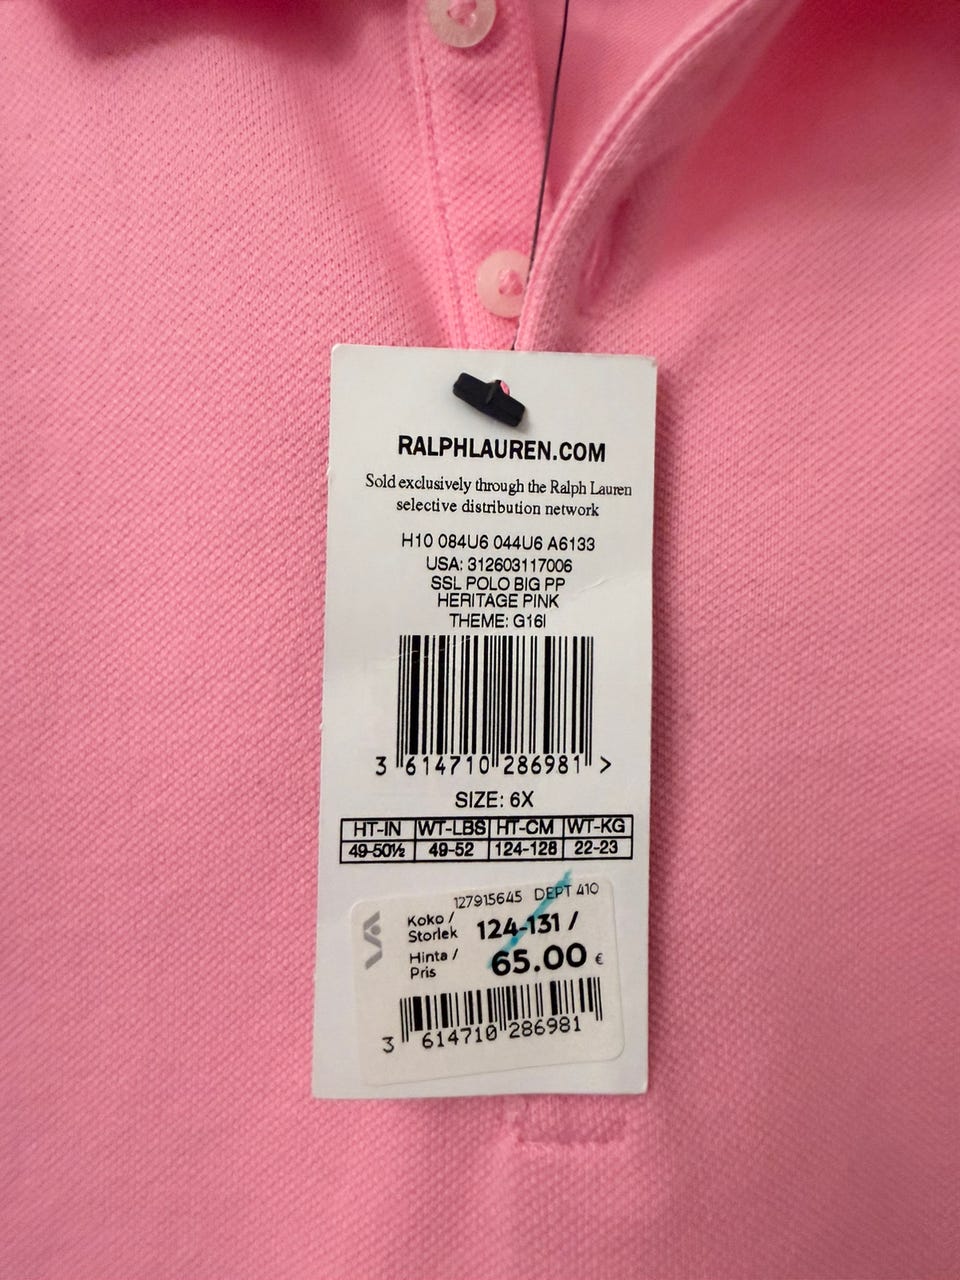 RALPHLAUREN.COM
Sold exclusively through the Ralph Lauren
selective distribution network
H10 084U6 044U6 A6133
USA: 312603117006
SSL POLO BIG PP
HERITAGE PINK
THEME: G16I
3 614710 286981 >
SIZE: 6X
HT-IN WT-LBS HT-CM WT-KG
49-50½ 49-52 124-128 22-23
127915645 DEPT 410
Koko / Storlek 124-131 /
Hinta / Pris 65.00 €
3 614710 286981